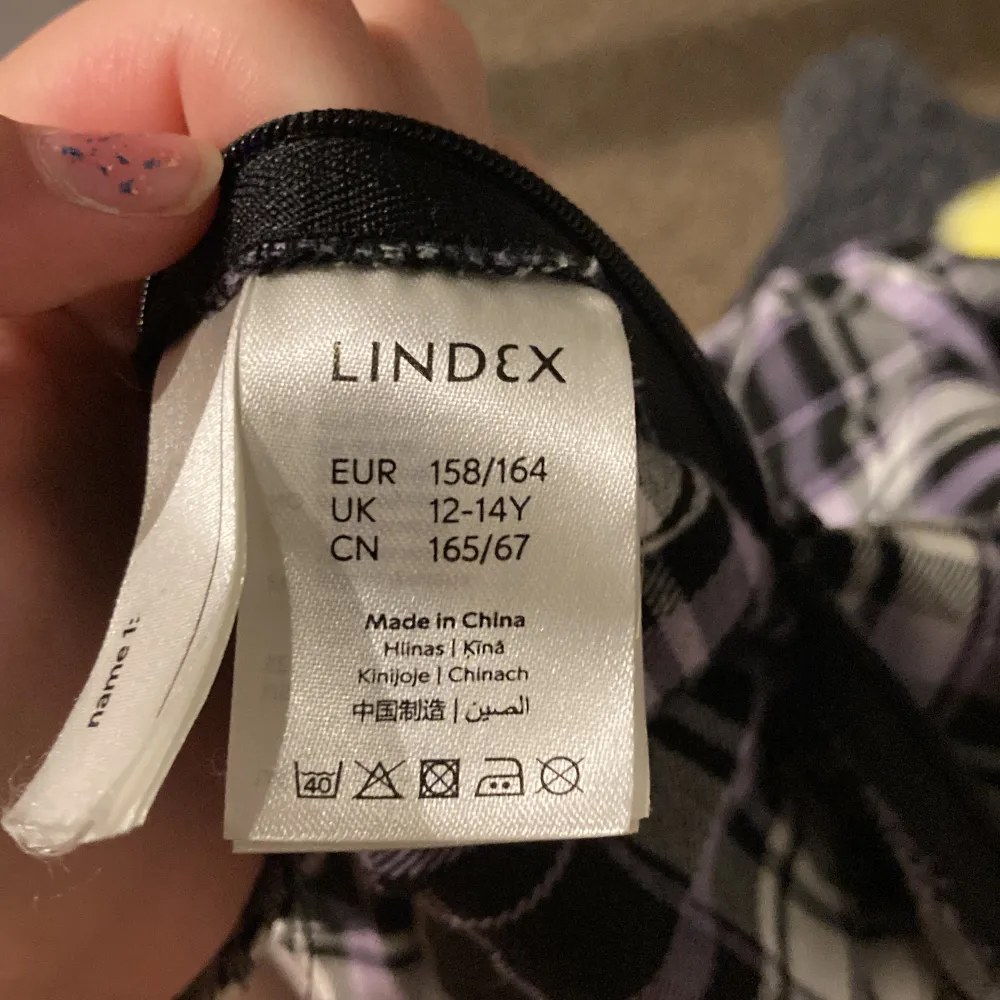 LINDEX
EUR 158/164
UK 12-14Y
CN 165/67
Made in China
Hiinas | Ķīnā
Kinijoje | Chinach
中国制造 | الصين
40
name 1: